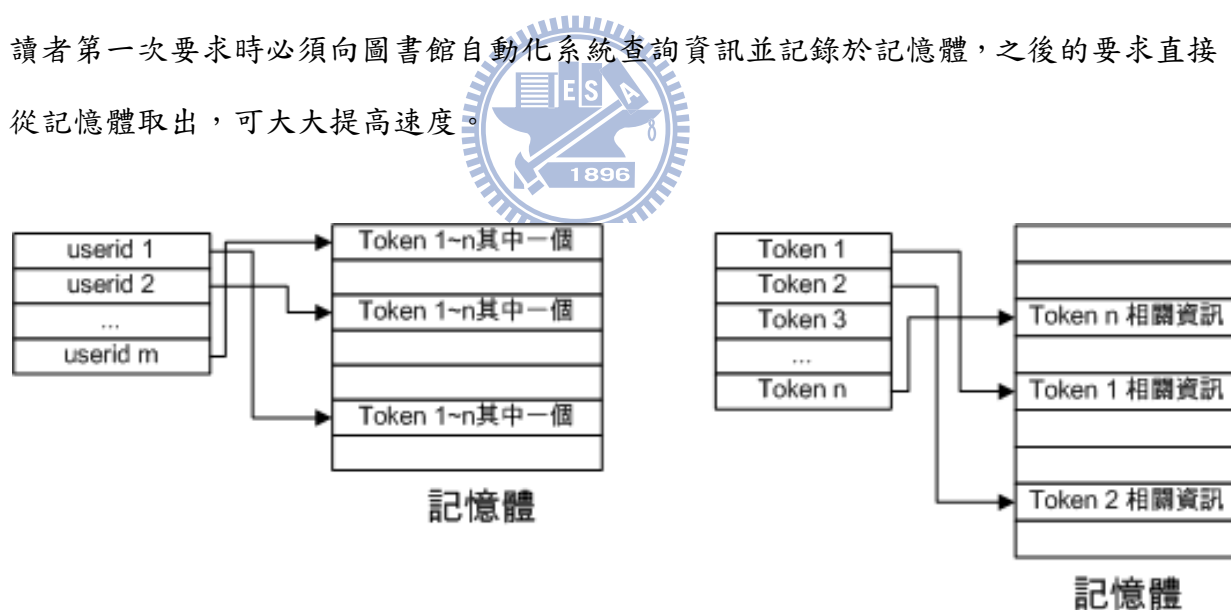 讀者第一次要求時必須向圖書館自動化系統查詢資訊並記錄於記憶體，之後的要求直接
從記憶體取出，可大大提高速度。
ES
A
8
1896
userid 1
userid 2
...
userid m
Token 1~n其中一個
Token 1~n其中一個
Token 1~n其中一個
記憶體
Token 1
Token 2
Token 3
...
Token n
Token n 相關資訊
Token 1 相關資訊
Token 2 相關資訊
記憶體